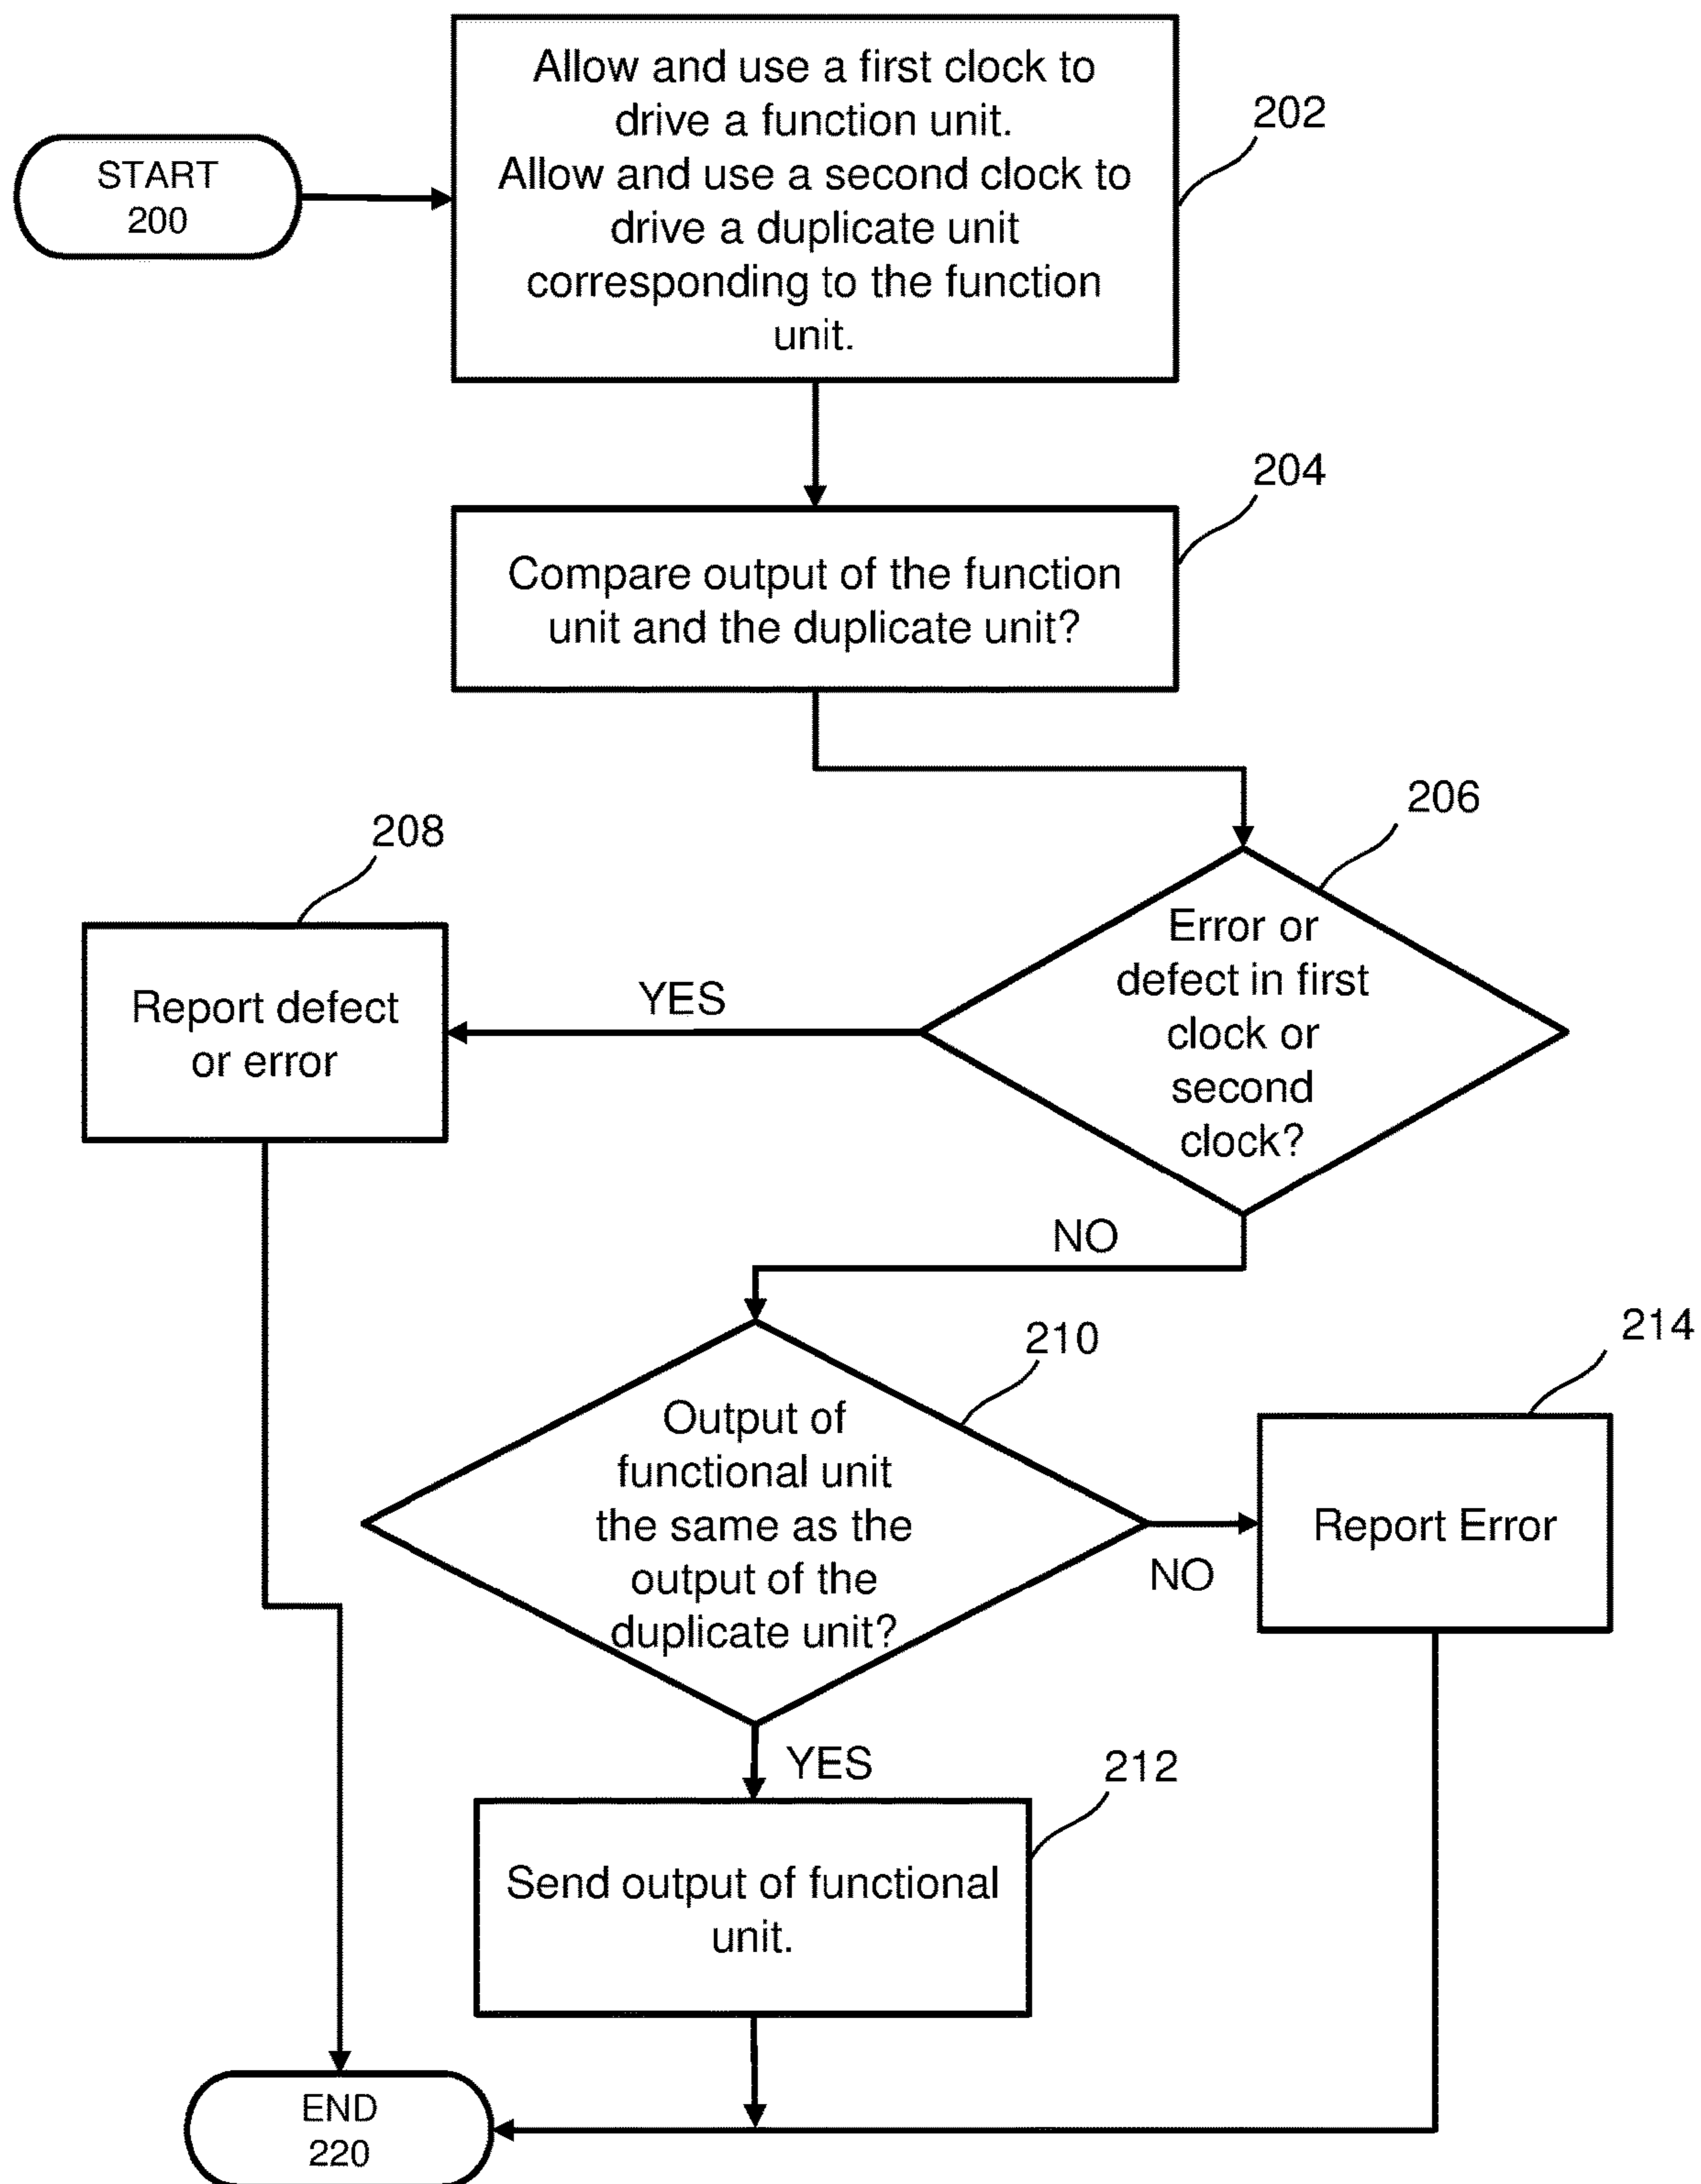 START
200
Allow and use a first clock to
drive a function unit.
Allow and use a second clock to
drive a duplicate unit
corresponding to the function
unit.
202
Compare output of the function
unit and the duplicate unit?
204
Error or
defect in first
clock or
second
clock?
206
YES
208
Report defect
or error
NO
Output of
functional unit
the same as the
output of the
duplicate unit?
210
NO
214
Report Error
YES
212
Send output of functional
unit.
END
220